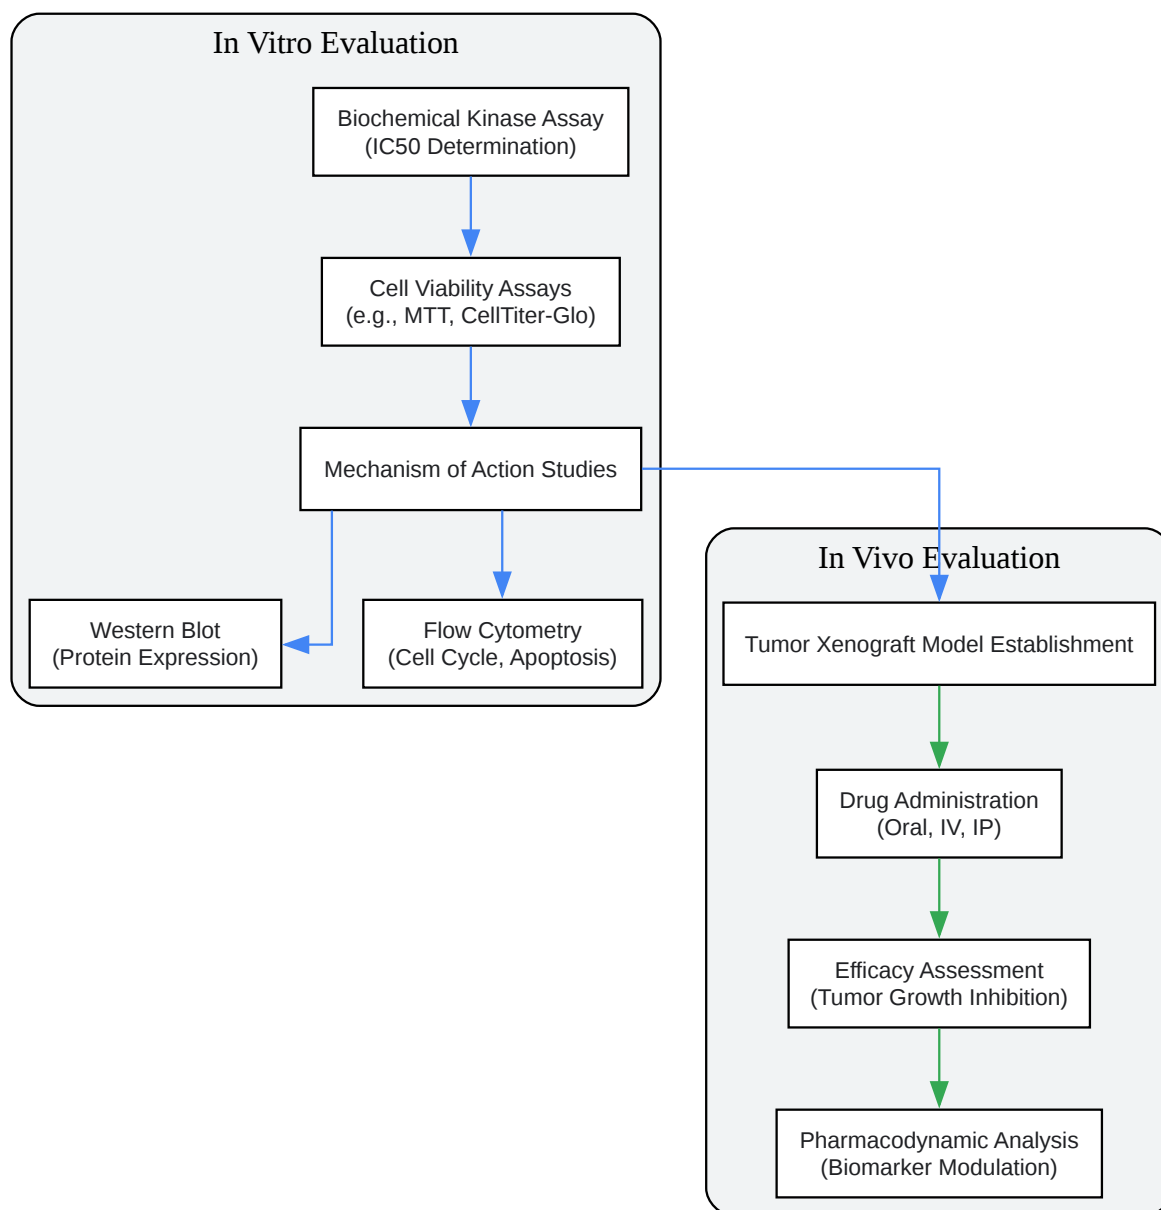 In Vitro Evaluation
Biochemical Kinase Assay
(IC50 Determination)
Cell Viability Assays
(e.g., MTT, CellTiter-Glo)
Mechanism of Action Studies
Western Blot
(Protein Expression)
Flow Cytometry
(Cell Cycle, Apoptosis)
In Vivo Evaluation
Tumor Xenograft Model Establishment
Drug Administration
(Oral, IV, IP)
Efficacy Assessment
(Tumor Growth Inhibition)
Pharmacodynamic Analysis
(Biomarker Modulation)